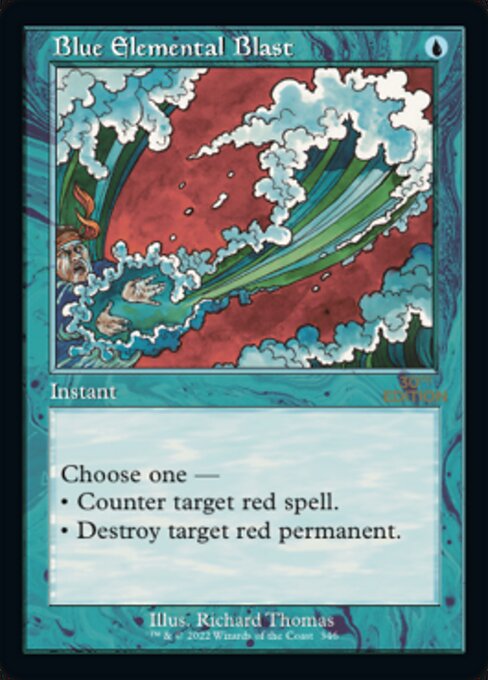 Blue Elemental Blast
30TH
EDITION
Instant
Choose one —
• Counter target red spell.
• Destroy target red permanent.
Illus. Richard Thomas
™ & © 2022 Wizards of the Coast 346